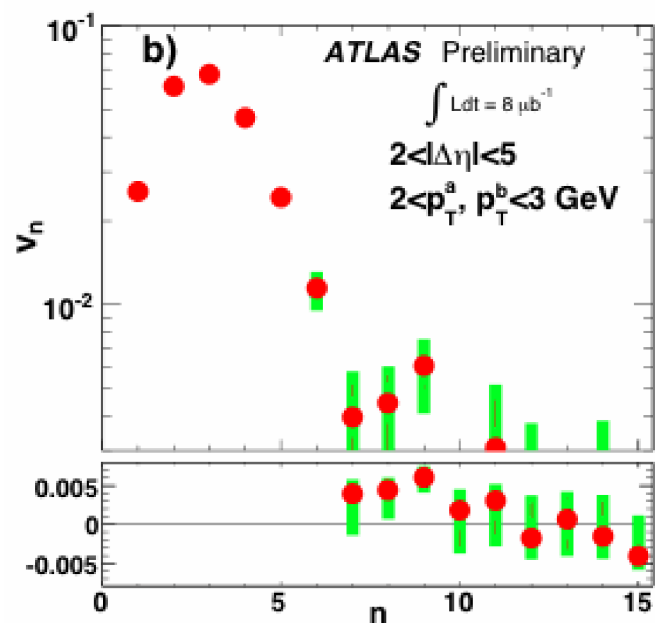 10⁻¹
b) ATLAS Preliminary
∫ Ldt = 8 μb⁻¹
2<|Δη|<5
2<p_T^a, p_T^b<3 GeV
v_n
10⁻²
0.005
0
-0.005
0 5 10 15
n